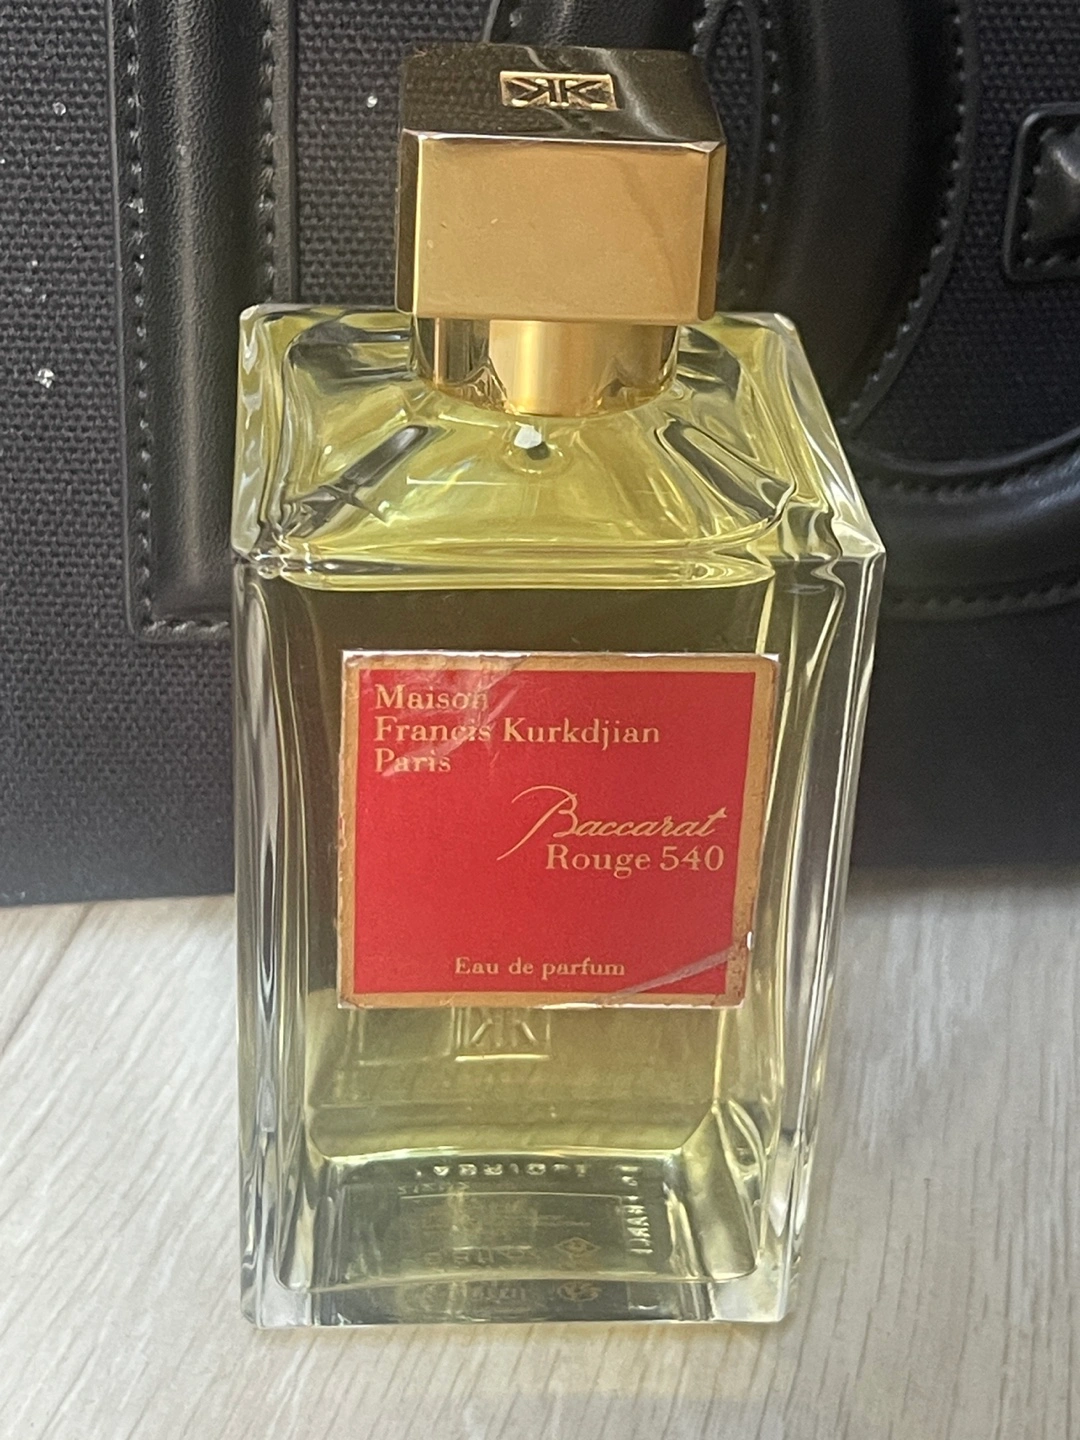 Maison
Francis Kurkdjian
Paris
Baccarat
Rouge 540
Eau de parfum